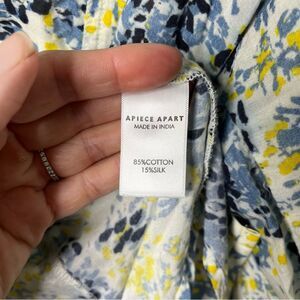 APIECE APART
MADE IN INDIA
85%COTTON
15%SILK